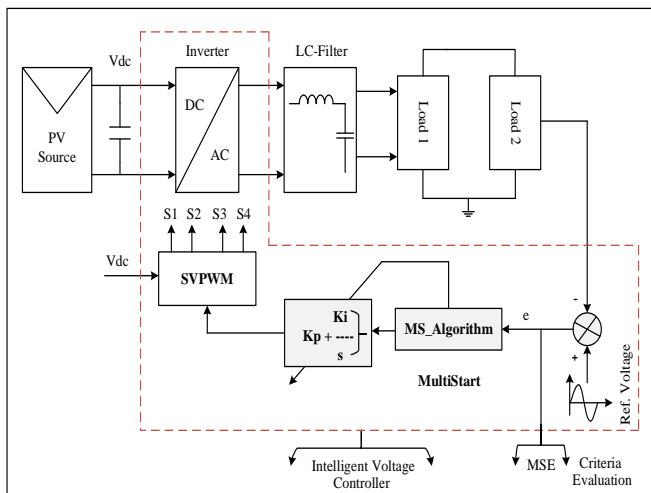 Inverter
LC-Filter
Vdc
PV
Source
DC
AC
Load 1
Load 2
S1 S2 S3 S4
Vdc
SVPWM
Ki
Kp + ----
s
MS_Algorithm
e
-
+
MultiStart
Ref. Voltage
Intelligent Voltage
Controller
MSE
Criteria
Evaluation